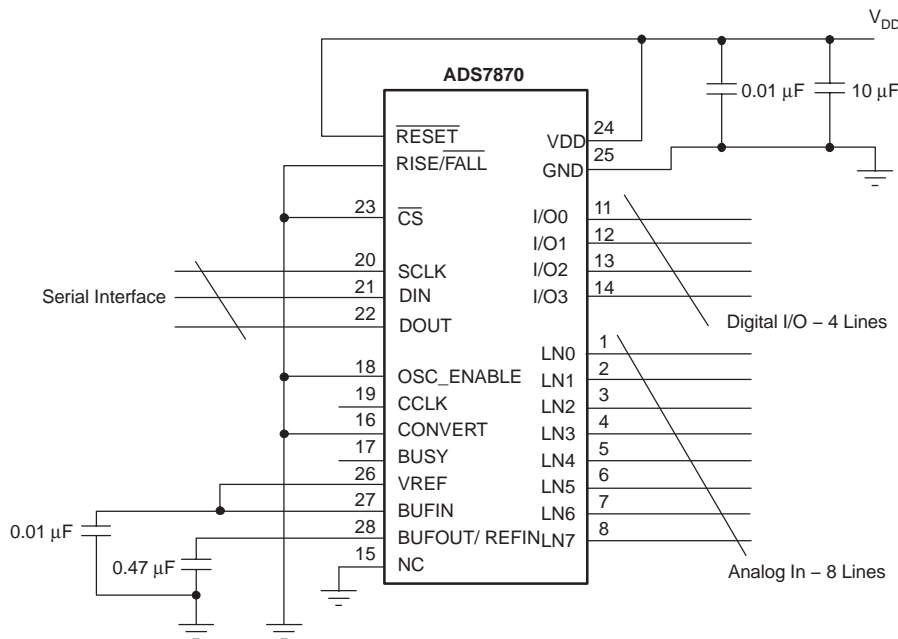 V_DD
ADS7870
0.01 μF
10 μF
RESET
24
VDD
RISE/FALL
25
GND
23
CS
11
I/O0
12
I/O1
20
SCLK
13
I/O2
Serial Interface
21
DIN
14
I/O3
22
DOUT
Digital I/O – 4 Lines
1
LN0
18
OSC_ENABLE
2
LN1
19
CCLK
3
LN2
16
CONVERT
4
LN3
17
BUSY
5
LN4
26
VREF
6
LN5
27
BUFIN
7
LN6
0.01 μF
28
BUFOUT/ REFIN
8
LN7
0.47 μF
15
NC
Analog In – 8 Lines